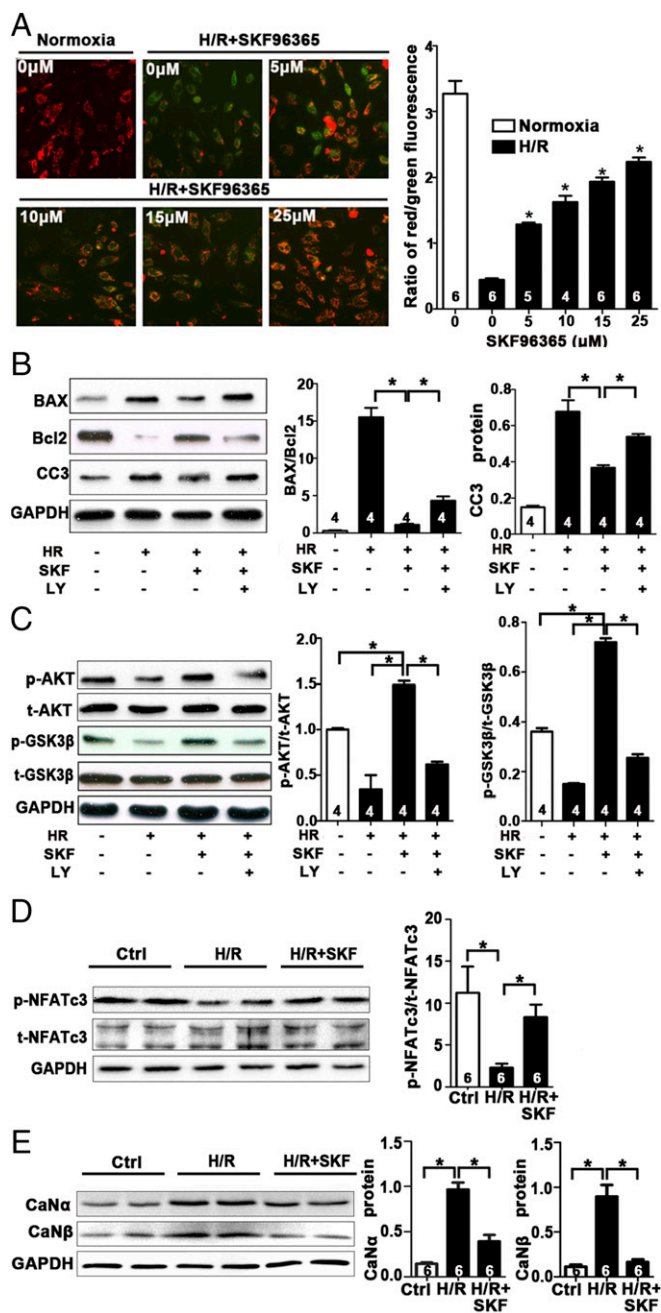 A
Normoxia
H/R+SKF96365
0μM
0μM
5μM
H/R+SKF96365
10μM
15μM
25μM
Ratio of red/green fluorescence
4
3
2
1
0
Normoxia
H/R
* * * * *
6 6 5 4 6 6
0 0 5 10 15 25
SKF96365 (μM)
B
BAX
Bcl2
CC3
GAPDH
HR - + + +
SKF - - + +
LY - - - +
BAX/Bcl2
20
15
10
5
0
* *
4 4 4 4
HR - + + +
SKF - - + +
LY - - - +
CC3 protein
0.8
0.6
0.4
0.2
0.0
* *
4 4 4 4
- + + +
- - + +
- - - +
C
p-AKT
t-AKT
p-GSK3β
t-GSK3β
GAPDH
HR - + + +
SKF - - + +
LY - - - +
p-AKT/t-AKT
2.0
1.5
1.0
0.5
0.0
*
* *
4 4 4 4
HR - + + +
SKF - - + +
LY - - - +
p-GSK3β/t-GSK3β
0.8
0.6
0.4
0.2
0.0
*
* *
4 4 4 4
- + + +
- - + +
- - - +
D
Ctrl
H/R
H/R+SKF
p-NFATc3
t-NFATc3
GAPDH
p-NFATc3/t-NFATc3
20
15
10
5
0
* *
6 6 6
Ctrl H/R H/R+
SKF
E
Ctrl
H/R
H/R+SKF
CaNα
CaNβ
GAPDH
CaNα protein
1.5
1.0
0.5
0.0
* *
6 6 6
Ctrl H/R H/R+
SKF
CaNβ protein
1.5
1.0
0.5
0.0
* *
6 6 6
Ctrl H/R H/R+
SKF